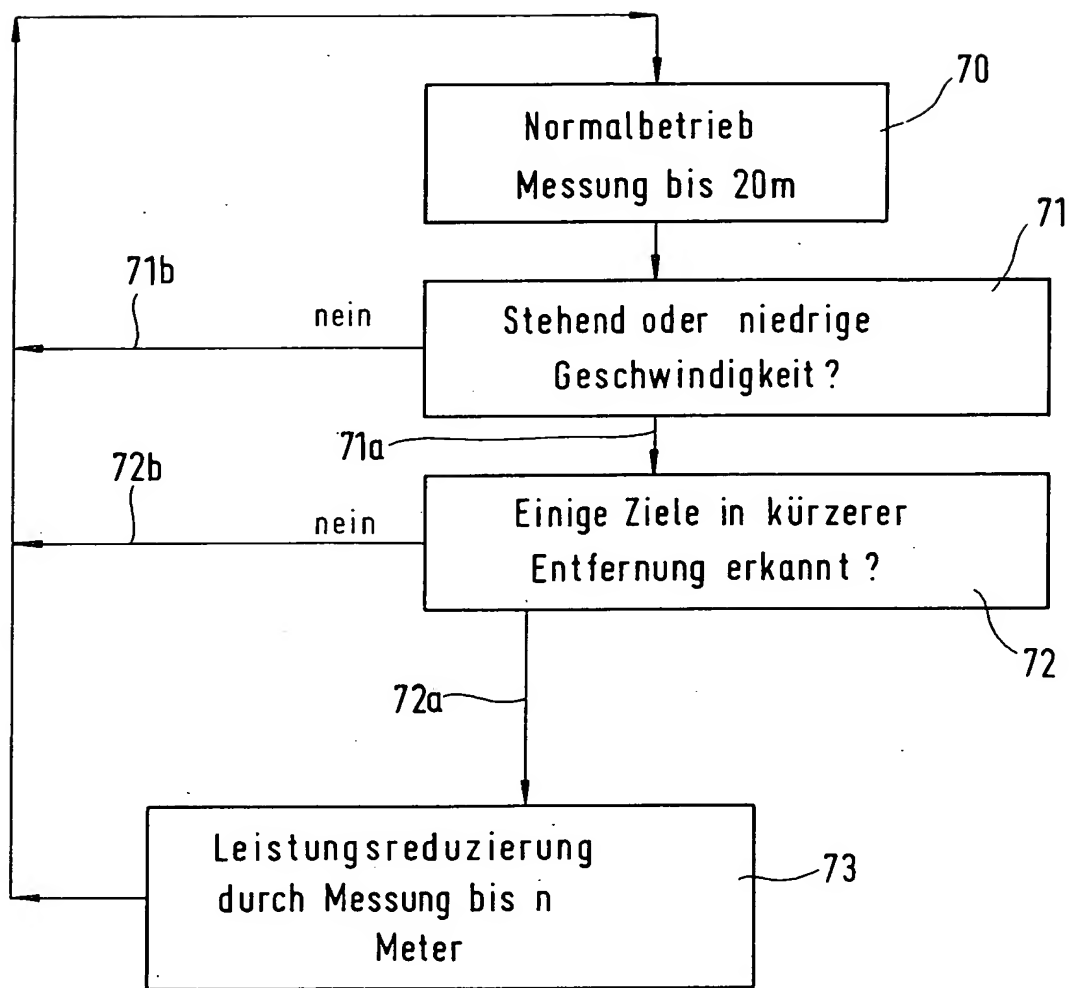 70
Normalbetrieb
Messung bis 20m
71
71b
nein
Stehend oder niedrige
Geschwindigkeit ?
71a
72b
nein
Einige Ziele in kürzerer
Entfernung erkannt ?
72
72a
Leistungsreduzierung
durch Messung bis n
Meter
73